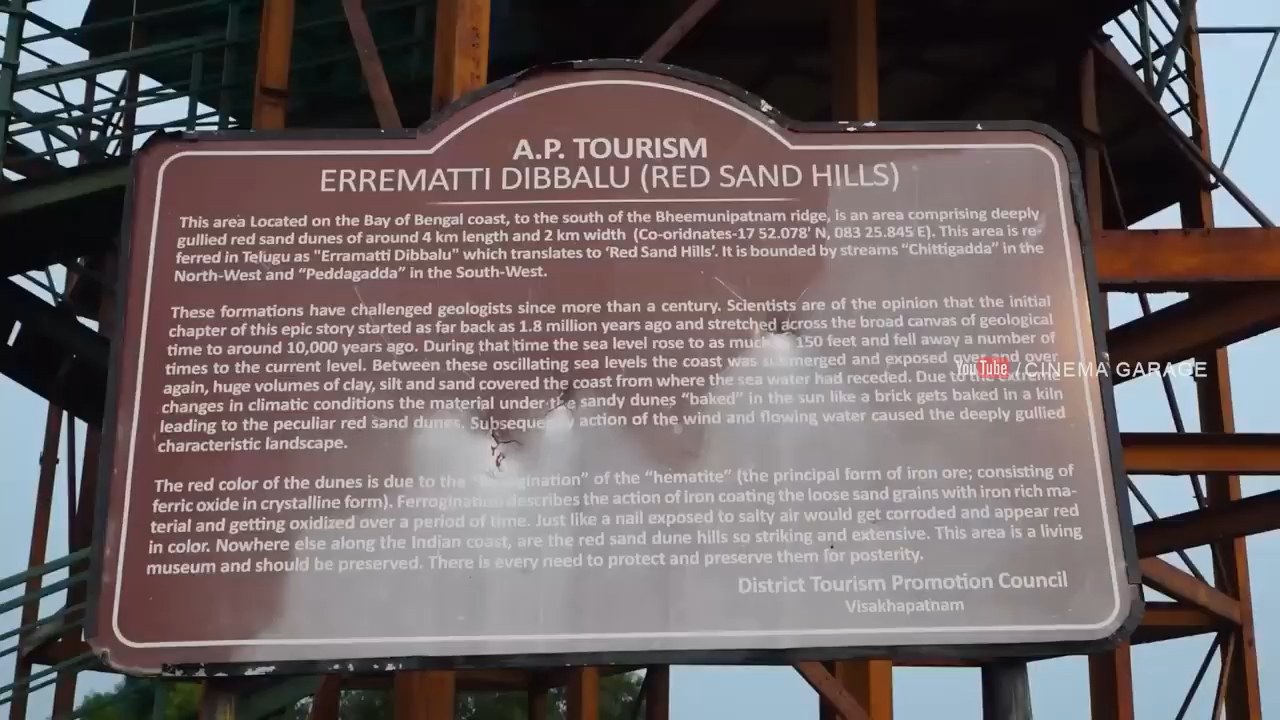 A.P. TOURISM
ERREMATTI DIBBALU (RED SAND HILLS)
This area Located on the Bay of Bengal coast, to the south of the Bheemunipatnam ridge, is an area comprising deeply
gullied red sand dunes of around 4 km length and 2 km width (Co-oridnates-17 52.078' N, 083 25.845 E). This area is re-
ferred in Telugu as "Erramatti Dibbalu" which translates to 'Red Sand Hills'. It is bounded by streams "Chittigadda" in the
North-West and "Peddagadda" in the South-West.
These formations have challenged geologists since more than a century. Scientists are of the opinion that the initial
chapter of this epic story started as far back as 1.8 million years ago and stretched across the broad canvas of geological
time to around 10,000 years ago. During that time the sea level rose to as much 150 feet and fell away a number of
times to the current level. Between these oscillating sea levels the coast was submerged and exposed over and over
again, huge volumes of clay, silt and sand covered the coast from where the sea water had receded. Due to the extreme
changes in climatic conditions the material under the sandy dunes "baked" in the sun like a brick gets baked in a kiln
leading to the peculiar red sand dunes. action of the wind and flowing water caused the deeply gullied
characteristic landscape.
The red color of the dunes is due to the of the "hematite" (the principal form of iron ore; consisting of
ferric oxide in crystalline form). Ferrogination describes the action of iron coating the loose sand grains with iron rich ma-
terial and getting oxidized over a period of time. Just like a nail exposed to salty air would get corroded and appear red
in color. Nowhere else along the Indian coast, are the red sand dune hills so striking and extensive. This area is a living
museum and should be preserved. There is every need to protect and preserve them for posterity.
District Tourism Promotion Council
Visakhapatnam
YouTube / CINEMA GARAGE